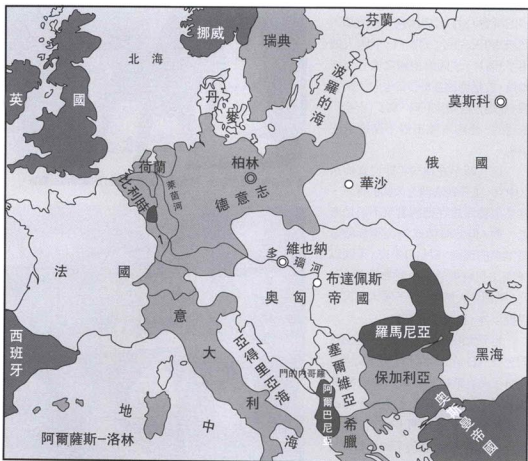 挪威
瑞典
芬蘭
北海
波羅的海
丹麥
莫斯科
英國
俄國
荷蘭
柏林
比利時
萊茵河
德意志
華沙
維也納
多瑙河
布達佩斯
法國
奧匈帝國
羅馬尼亞
意大利
亞得里亞海
塞爾維亞
黑海
西班牙
門的內哥羅
保加利亞
阿爾巴尼亞
奧斯曼帝國
地中海
希臘
阿爾薩斯-洛林